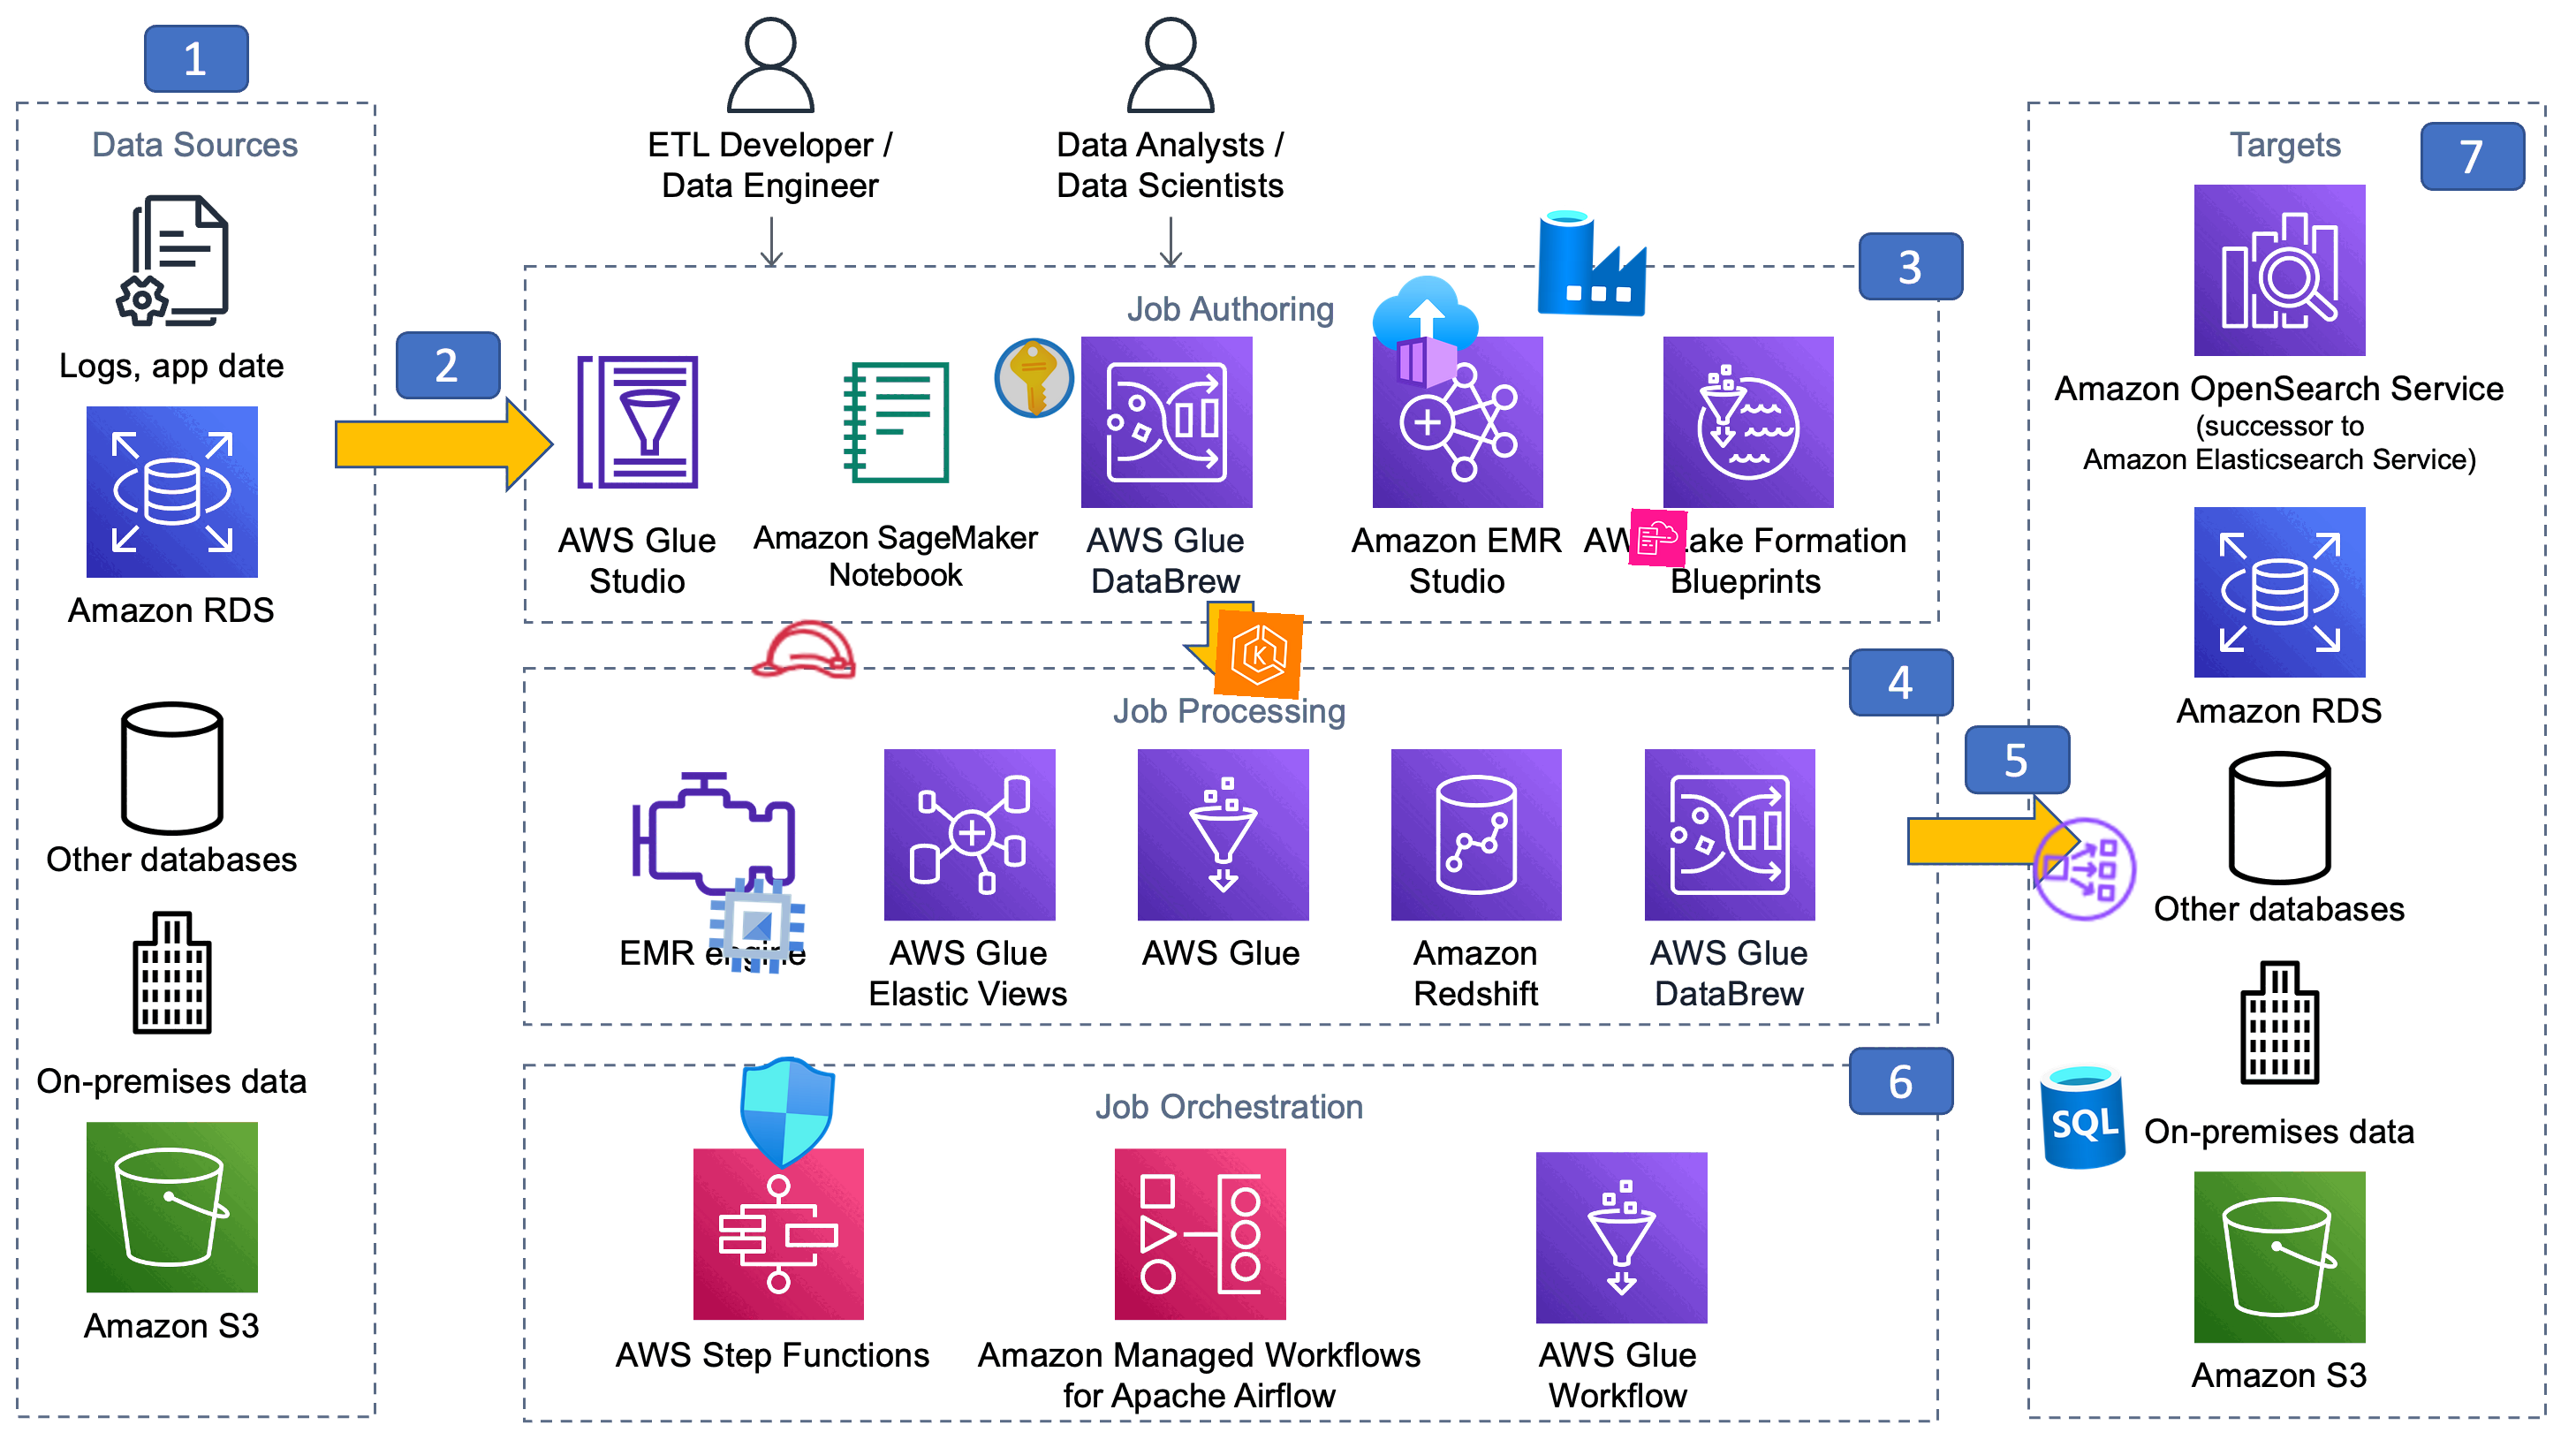 1
Data Sources
Logs, app date
Amazon RDS
Other databases
On-premises data
Amazon S3
2
ETL Developer /
Data Engineer
Data Analysts /
Data Scientists
3
Job Authoring
AWS Glue
Studio
Amazon SageMaker
Notebook
AWS Glue
DataBrew
Amazon EMR
Studio
Formation
Blueprints
K
4
Job Processing
EMR engine
AWS Glue
Elastic Views
AWS Glue
Amazon
Redshift
AWS Glue
DataBrew
5
6
Job Orchestration
AWS Step Functions
Amazon Managed Workflows
for Apache Airflow
AWS Glue
Workflow
7
Targets
Amazon OpenSearch Service
(successor to
Amazon Elasticsearch Service)
Amazon RDS
Other databases
SQL
On-premises data
Amazon S3